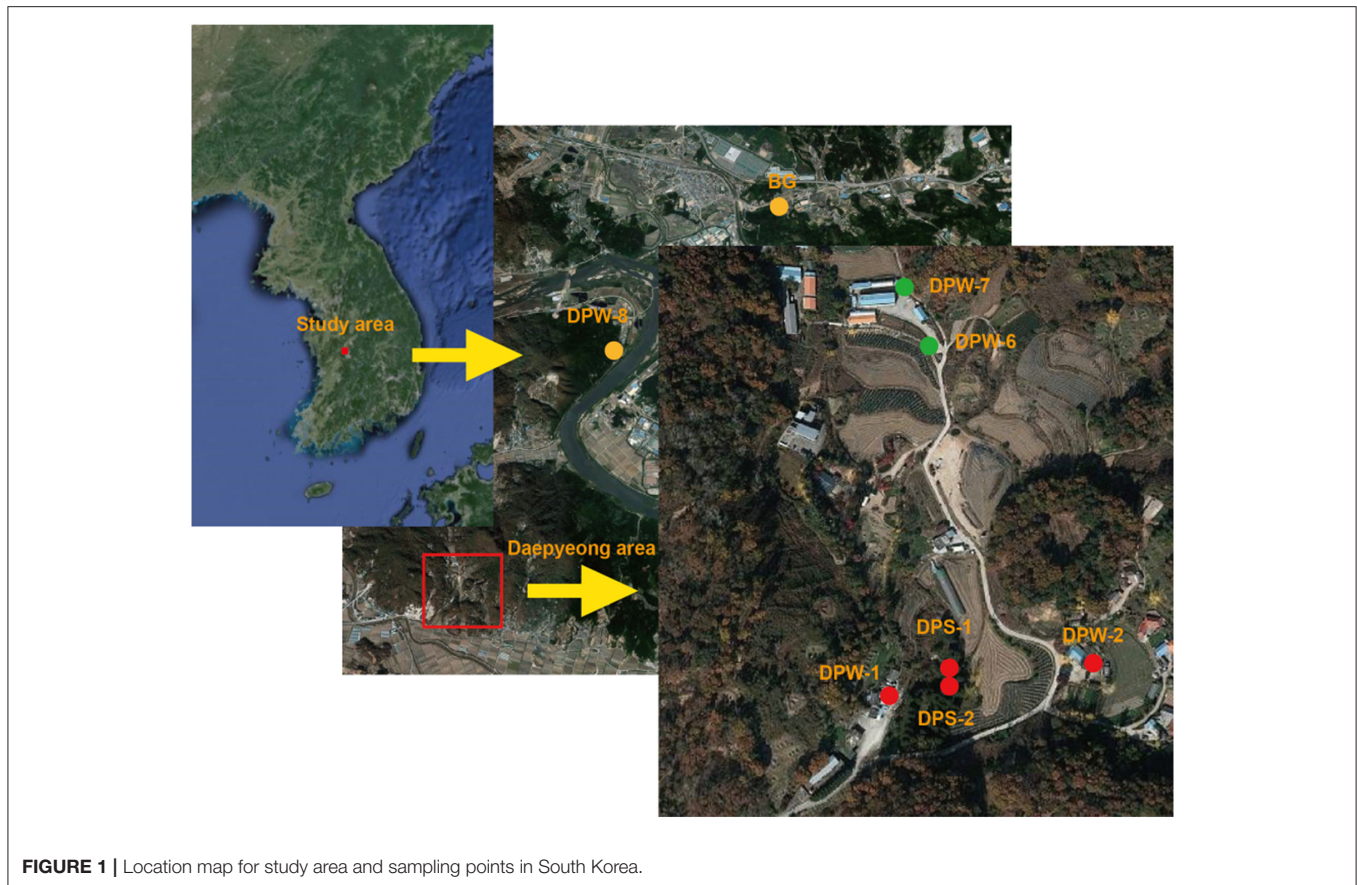 Study area
BG
DPW-8
Daepyeong area
DPW-7
DPW-6
DPS-1
DPW-2
DPW-1
DPS-2
FIGURE 1 | Location map for study area and sampling points in South Korea.